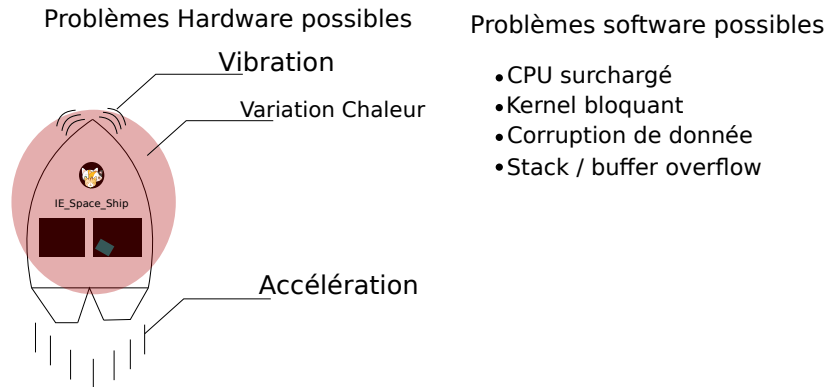 Problèmes Hardware possibles
Vibration
Variation Chaleur
IE_Space_Ship
Accélération
Problèmes software possibles
•CPU surchargé
•Kernel bloquant
•Corruption de donnée
•Stack / buffer overflow